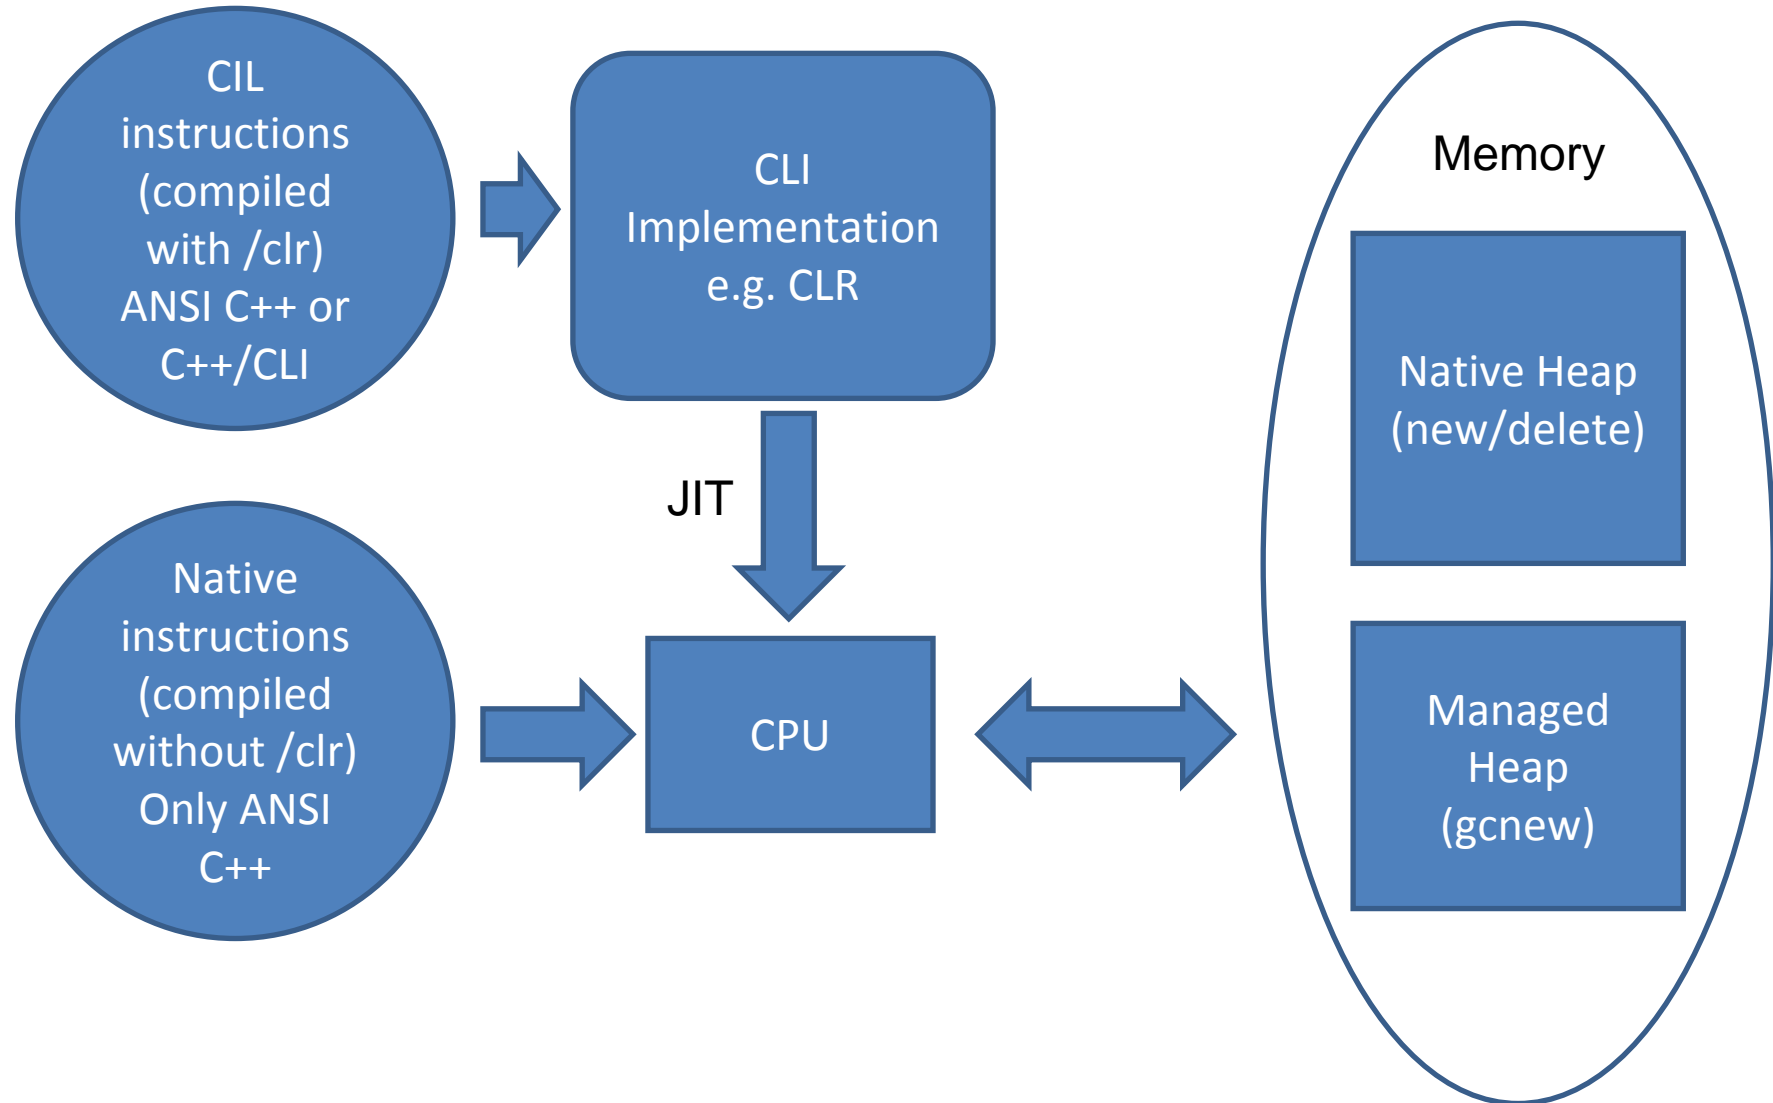 CIL
instructions
(compiled
with /clr)
ANSI C++ or
C++/CLI
CLI
Implementation
e.g. CLR
JIT
Native
instructions
(compiled
without /clr)
Only ANSI
C++
CPU
Memory
Native Heap
(new/delete)
Managed
Heap
(gcnew)